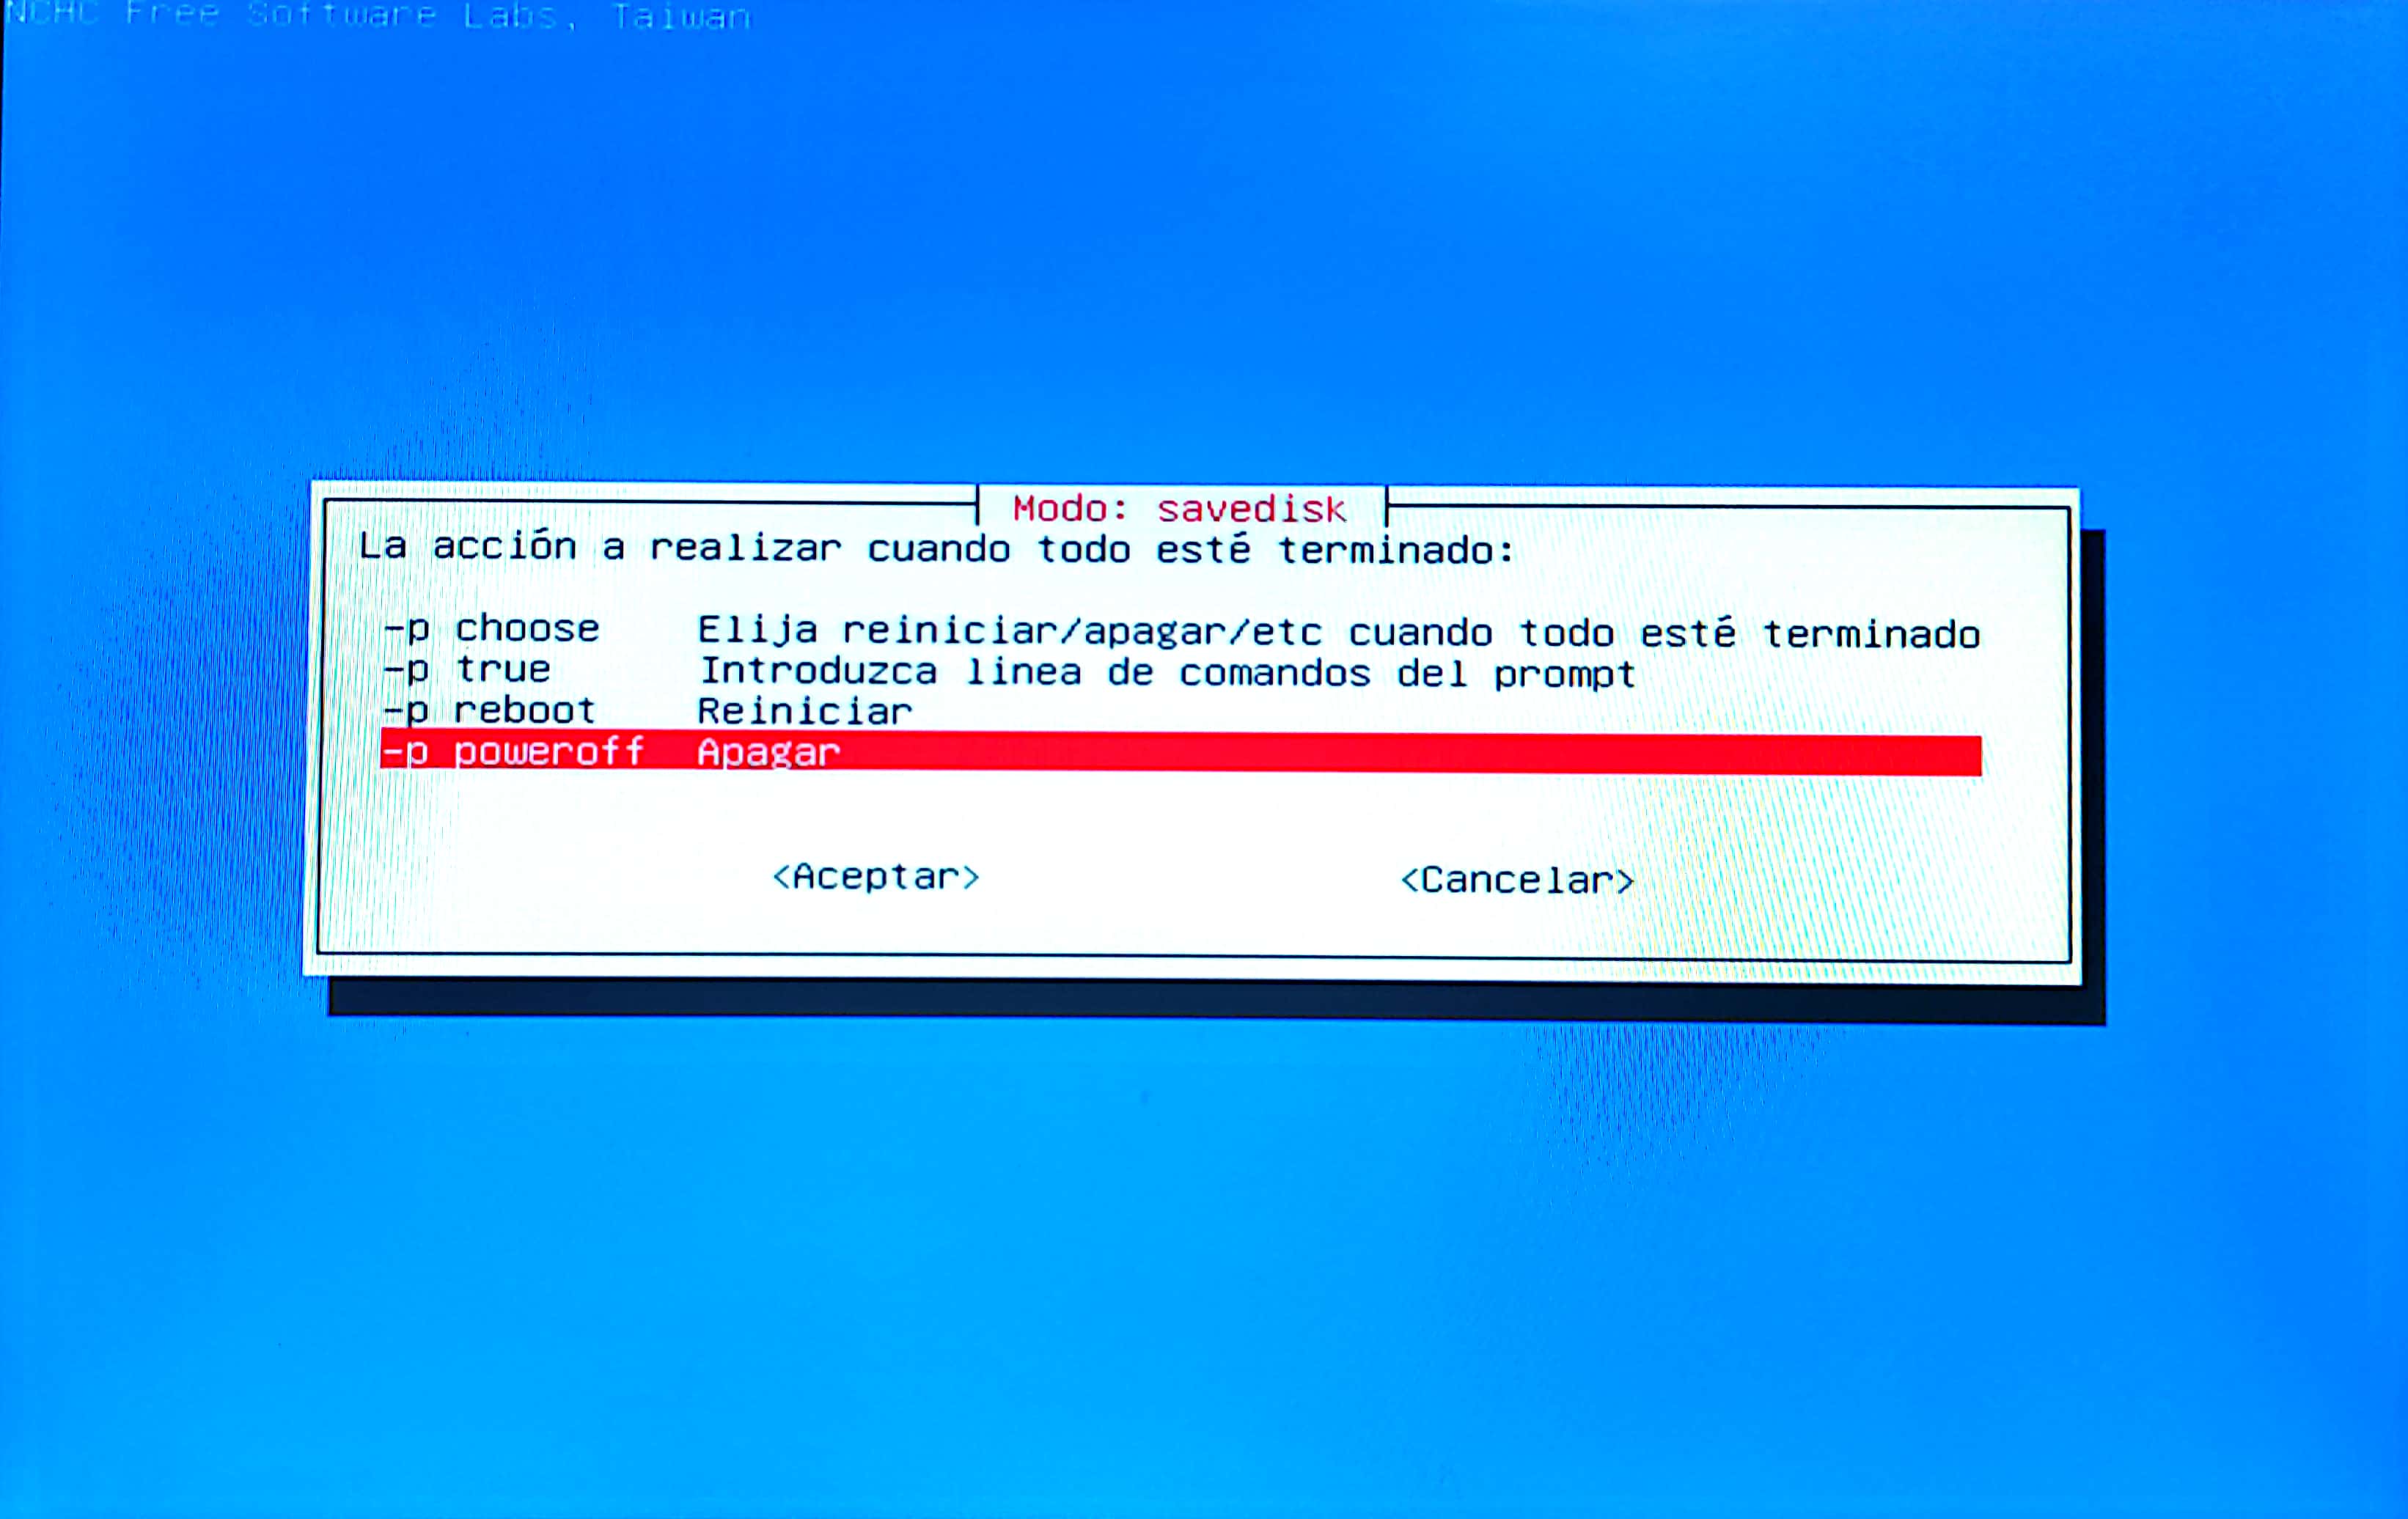 NCHC Free Software Labs, Taiwan
Modo: savedisk
La acción a realizar cuando todo esté terminado:
-p choose Elija reiniciar/apagar/etc cuando todo esté terminado
-p true Introduzca linea de comandos del prompt
-p reboot Reiniciar
-p poweroff Apagar
<Aceptar> <Cancelar>